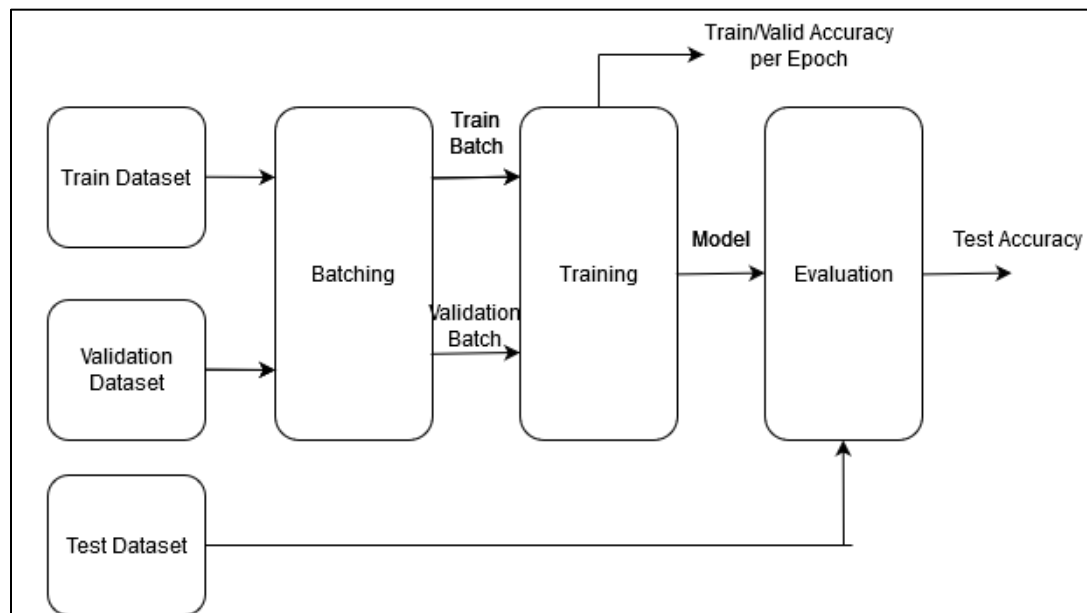 Train/Valid Accuracy
per Epoch
Train
Batch
Train Dataset
Batching
Training
Model
Evaluation
Test Accuracy
Validation
Batch
Validation
Dataset
Test Dataset